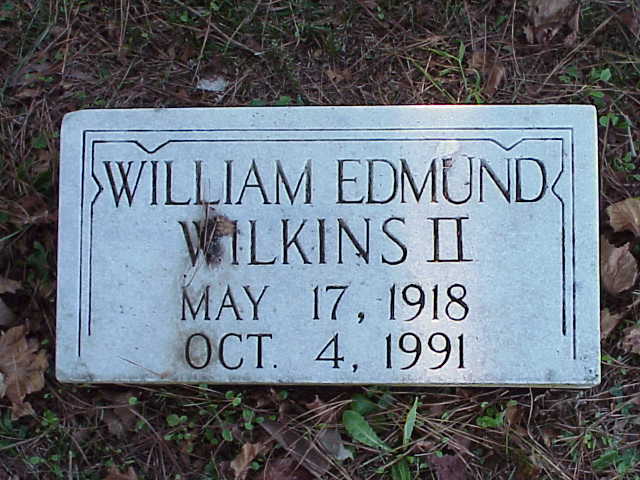 WILLIAM EDMUND
WILKINS II
MAY 17, 1918
OCT. 4, 1991